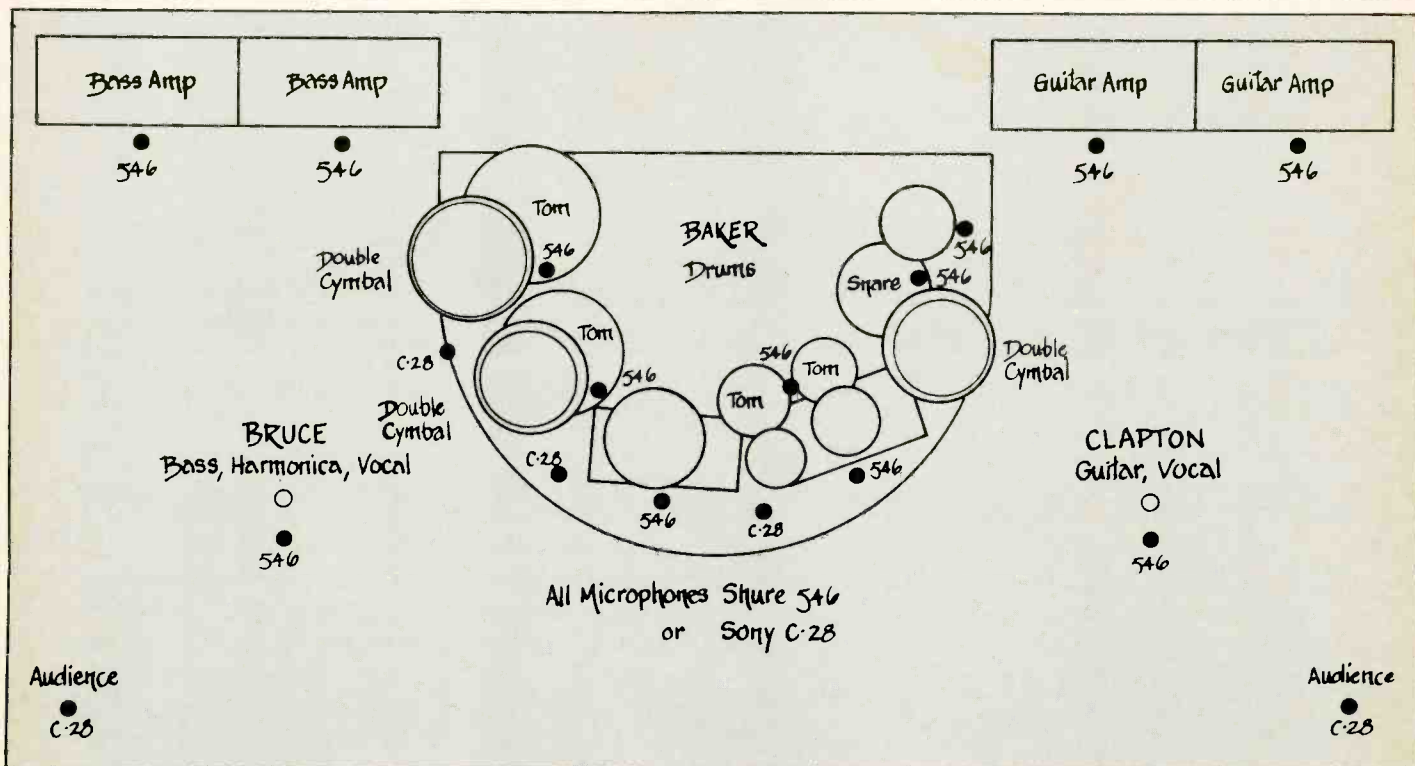 Bass Amp
Bass Amp
Guitar Amp
Guitar Amp
546
546
546
546
Tom
BAKER
Drums
546
546
Double
Cymbal
Snare
546
C-28
Tom
546
546
Tom
Tom
Double
Cymbal
Double
Cymbal
BRUCE
Bass, Harmonica, Vocal
CLAPTON
Guitar, Vocal
C-28
546
546
C-28
546
546
All Microphones Shure 546
or Sony C-28
Audience
C-28
Audience
C-28